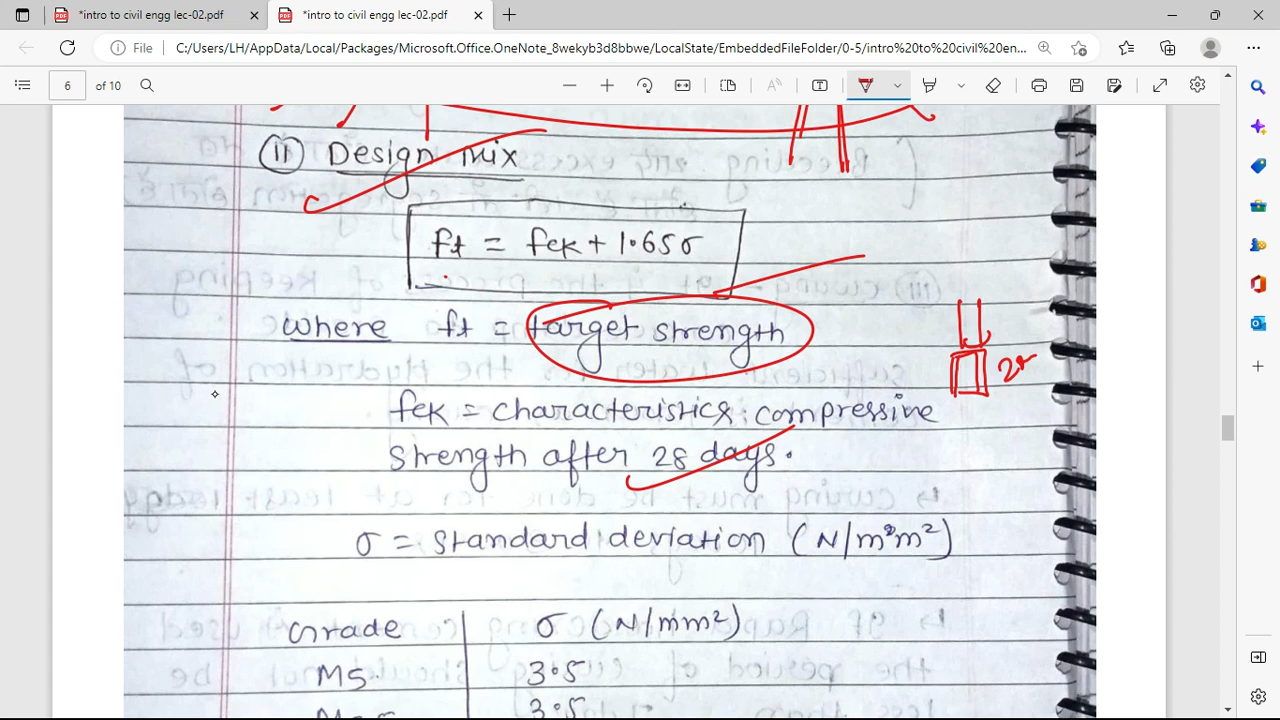 *intro to civil engg lec-02.pdf
*intro to civil engg lec-02.pdf
File
C:/Users/LH/AppData/Local/Packages/Microsoft.Office.OneNote_8wekyb3d8bbwe/LocalState/EmbeddedFileFolder/0-5/intro%20to%20civil%20en...
6 of 10
(ii) Design mix
ft = fck + 1.65σ
where ft = target strength
28
fck = characteristics compressive
strength after 28 days.
σ = standard deviation (N/mm²)
Grade σ (N/mm²)
M5 3.5
3.5